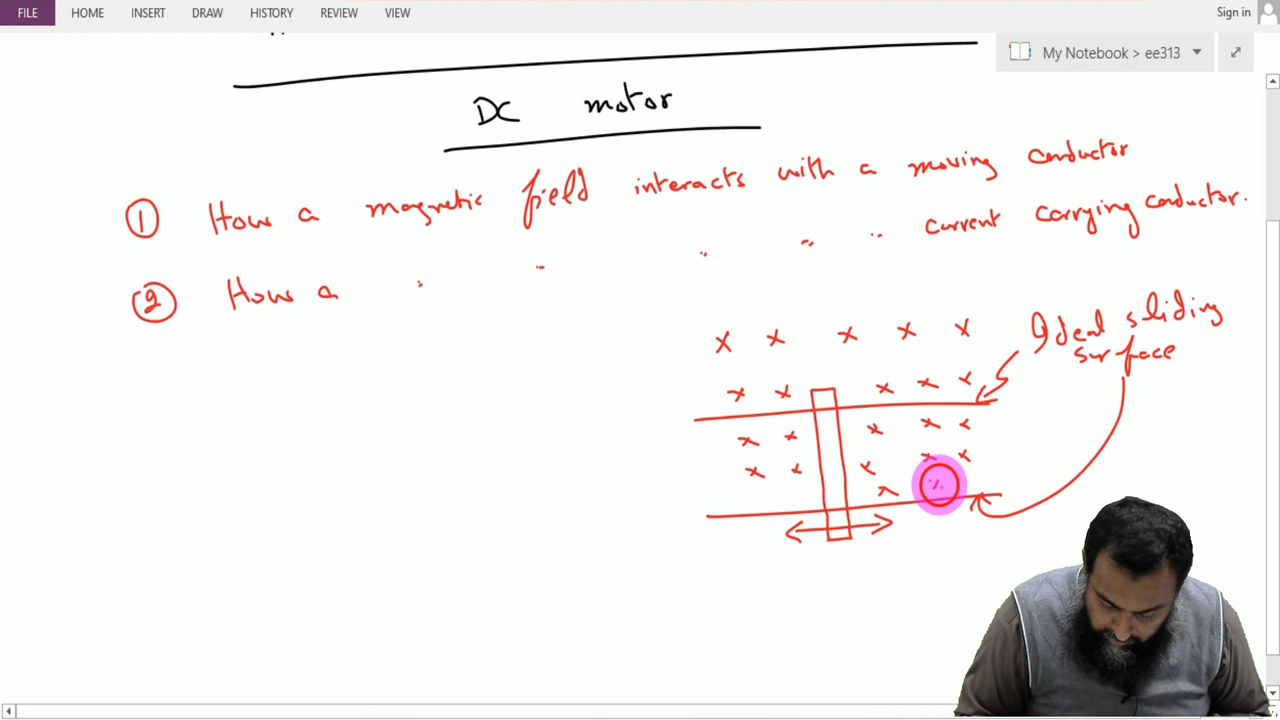 FILE HOME INSERT DRAW HISTORY REVIEW VIEW Sign in
My Notebook > ee313
DC motor
① How a magnetic field interacts with a moving conductor
② How a " " " " " current carrying conductor.
x x x x x
Ideal sliding
surface
x x x x x
x x x x x
x x x x x
x x